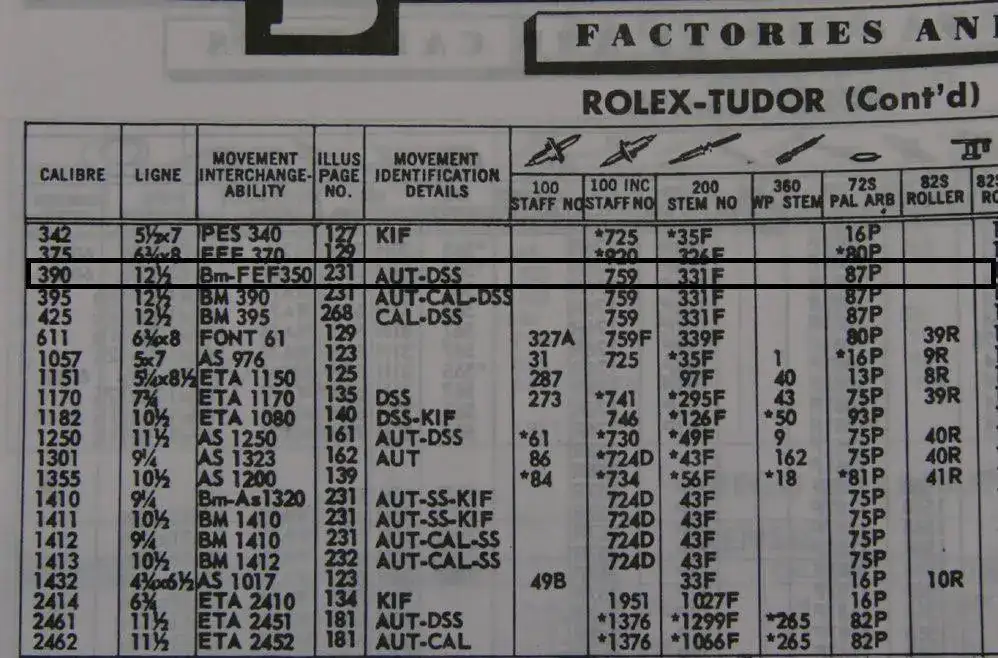 FACTORIES AN
ROLEX-TUDOR (Cont'd)
CALIBRE LIGNE MOVEMENT INTERCHANGE-ABILITY ILLUS PAGE NO. MOVEMENT IDENTIFICATION DETAILS 100 STAFF NO 100 INC STAFF NO 200 STEM NO 360 WP STEM 72S PAL ARB 82S ROLLER
342 5½x7 PES 340 127 KIF *725 *35F 16P
375 6¾x8 FEF 370 129 *920 326F *80P
390 12½ Bm-FEF350 231 AUT-DSS 759 331F 87P
395 12½ BM 390 231 AUT-CAL-DSS 759 331F 87P
425 12½ BM 395 268 CAL-DSS 759 331F 87P
611 6¾x8 FONT 61 129 327A 759F 339F 80P 39R
1057 5x7 AS 976 123 31 725 *35F 1 *16P 9R
1151 5¼x8½ ETA 1150 125 287 97F 40 13P 8R
1170 7¾ ETA 1170 135 DSS 273 *741 *295F 43 75P 39R
1182 10½ ETA 1080 140 DSS-KIF 746 *126F *50 93P
1250 11½ AS 1250 161 AUT-DSS *61 *730 *49F 9 75P 40R
1301 9¼ AS 1323 162 AUT 86 *724D *43F 162 75P 40R
1355 10½ AS 1200 139 *84 *734 *56F *18 *81P 41R
1410 9¼ Bm-As1320 231 AUT-SS-KIF 724D 43F 75P
1411 10½ BM 1410 231 AUT-SS-KIF 724D 43F 75P
1412 9¼ BM 1410 231 AUT-CAL-SS 724D 43F 75P
1413 10½ BM 1412 232 AUT-CAL-SS 724D 43F 75P
1432 4¼x6½ AS 1017 123 49B 33F 16P 10R
2414 6¾ ETA 2410 134 KIF 1951 1027F 16P
2461 11½ ETA 2451 181 AUT-DSS *1376 *1299F *265 82P
2462 11½ ETA 2452 181 AUT-CAL *1376 *1066F *265 82P